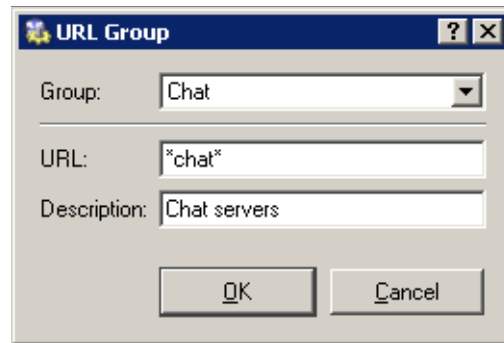 URL Group
Group: Chat
URL: *chat*
Description: Chat servers
OK Cancel